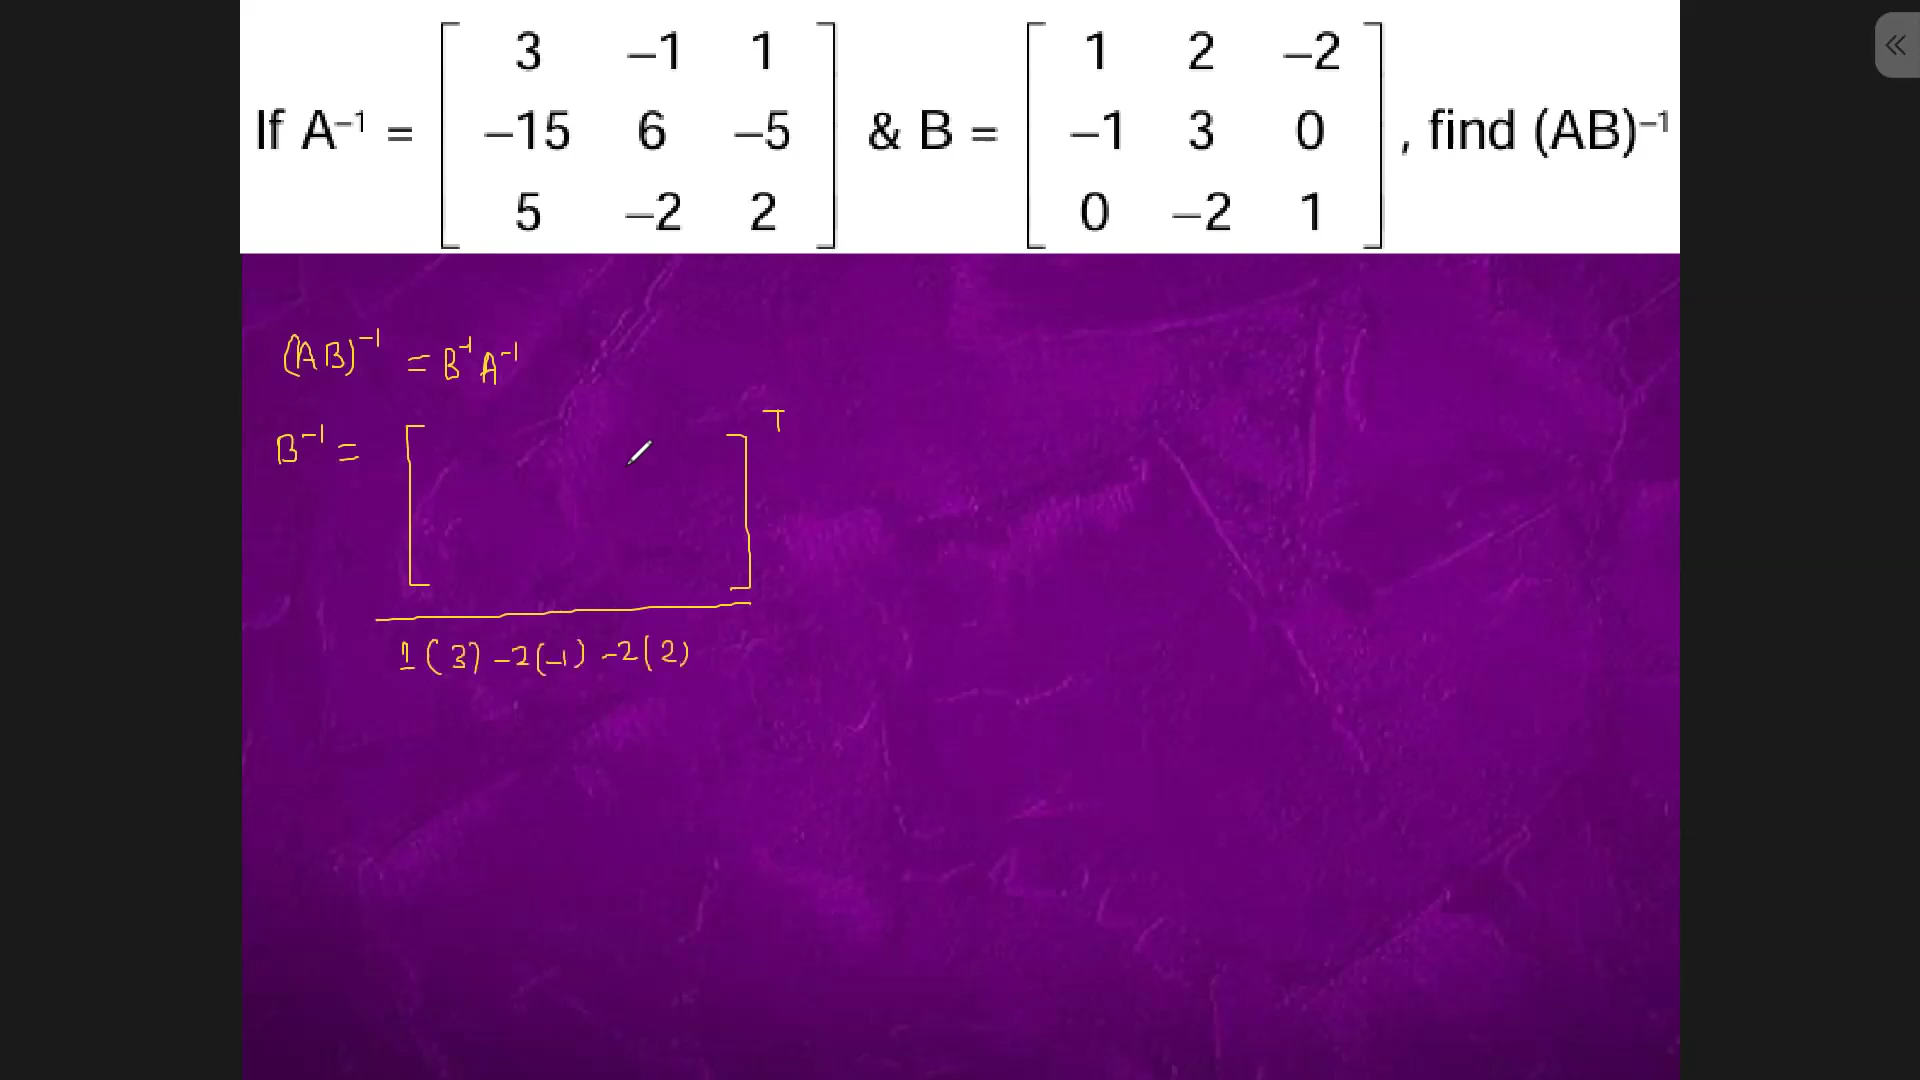 If A⁻¹ = [ 3 −1 1
−15 6 −5
5 −2 2 ] & B = [ 1 2 −2
−1 3 0
0 −2 1 ] , find (AB)⁻¹
(AB)⁻¹ = B⁻¹A⁻¹
B⁻¹ = [ ]ᵀ
1(3) -2(-1) -2(2)